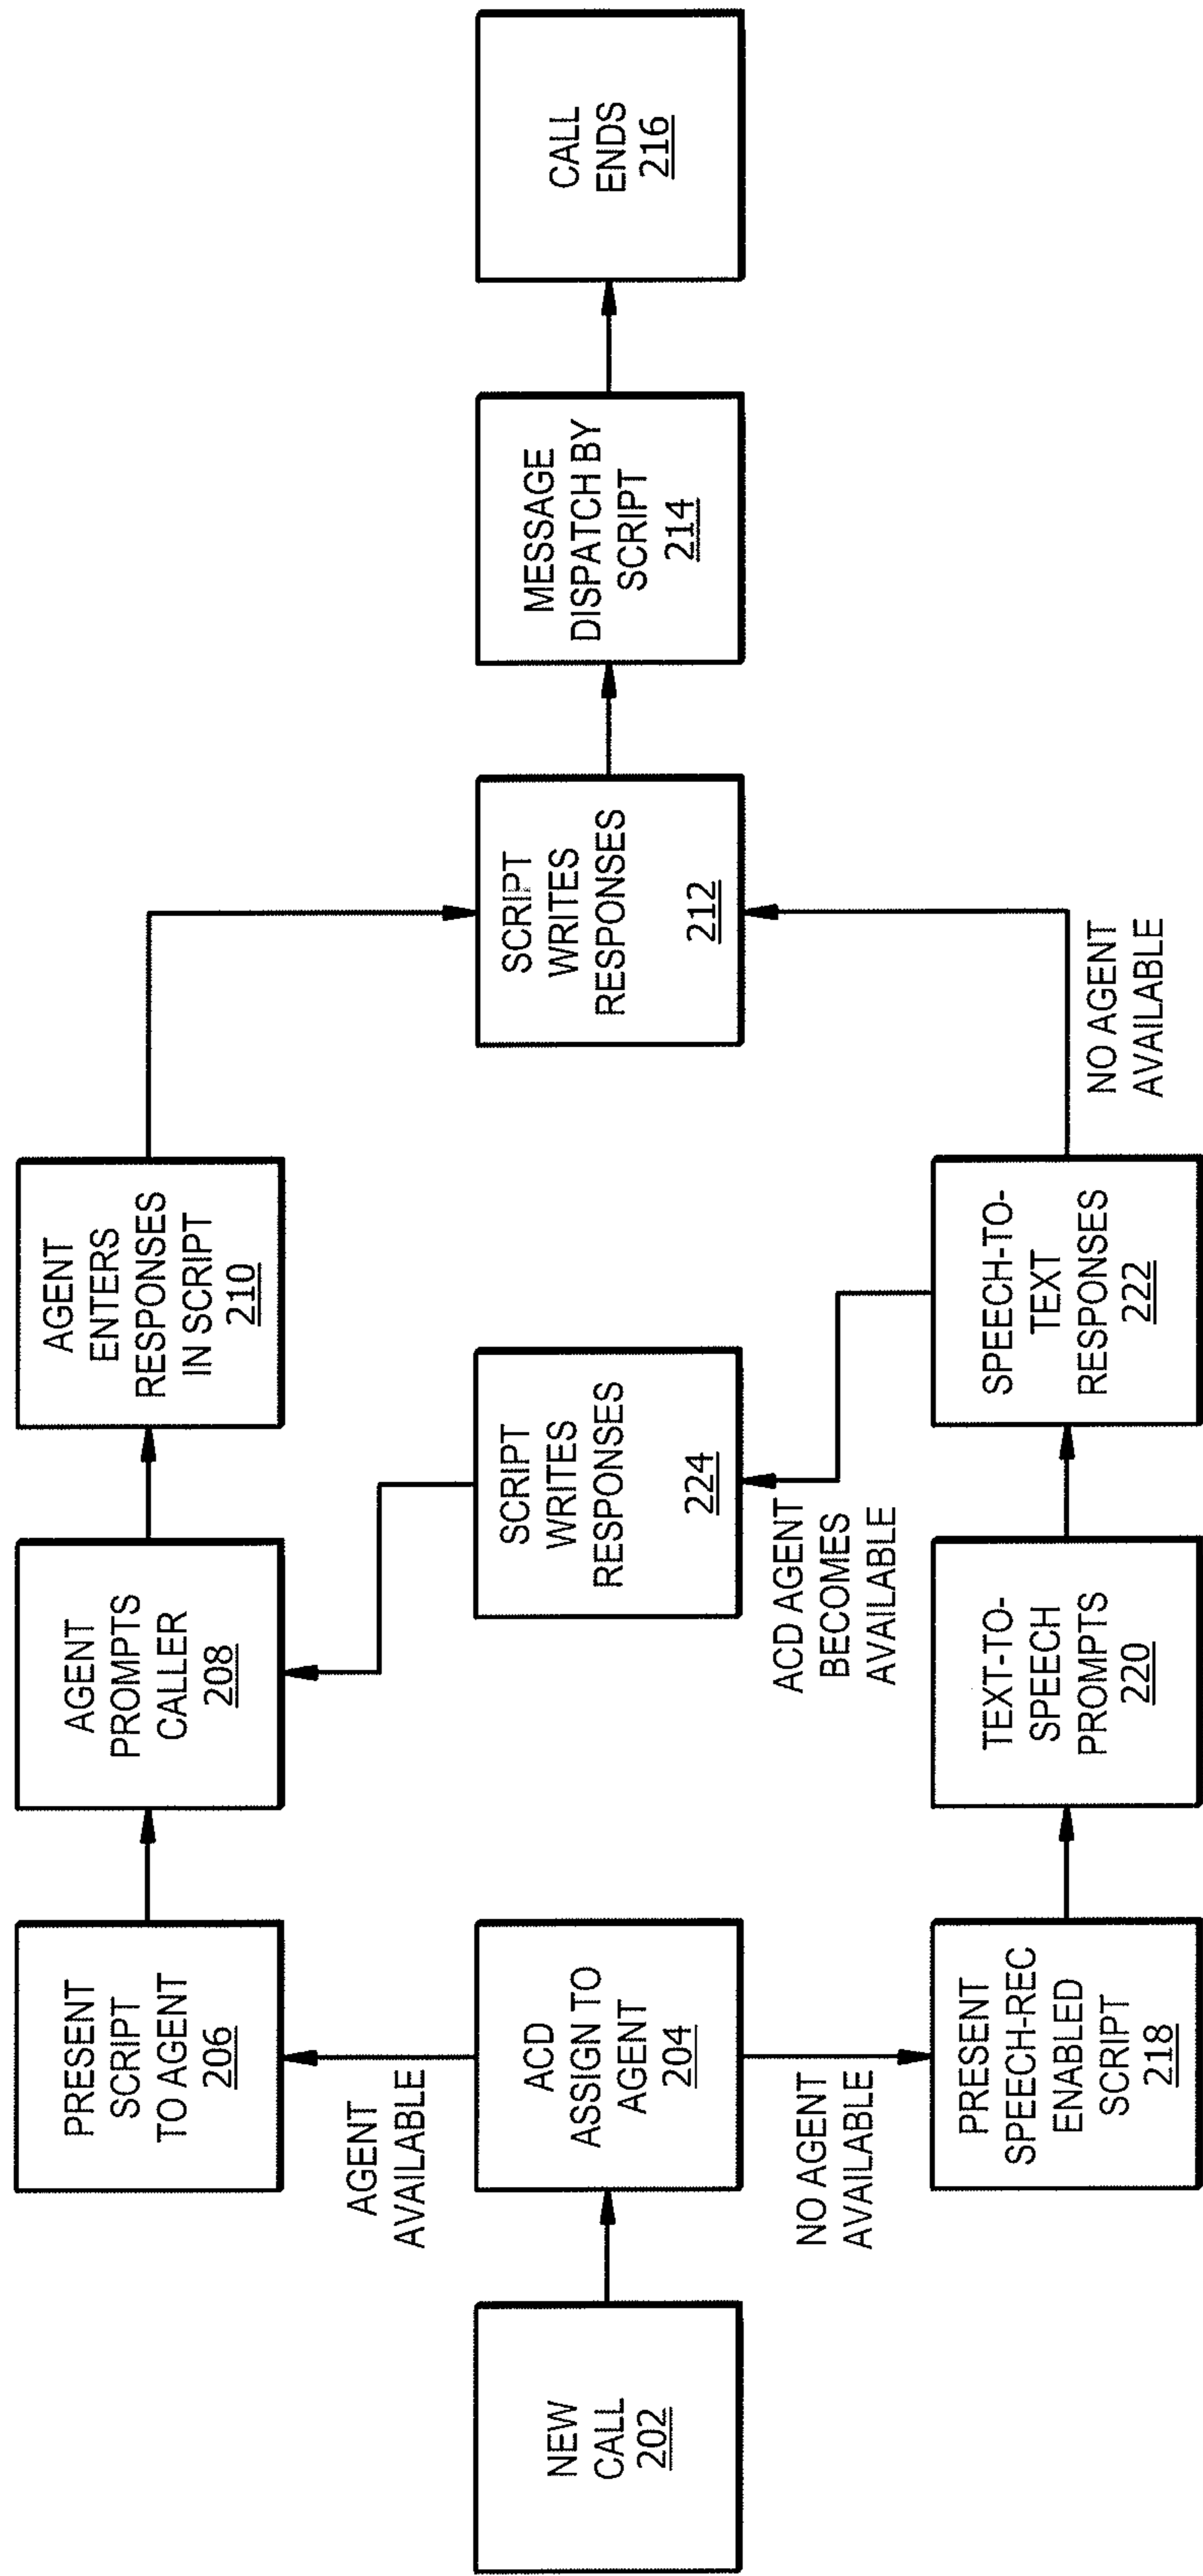 NEW
CALL
202
ACD
ASSIGN TO
AGENT
204
AGENT
AVAILABLE
NO AGENT
AVAILABLE
PRESENT
SCRIPT
TO AGENT
206
AGENT
PROMPTS
CALLER
208
AGENT
ENTERS
RESPONSES
IN SCRIPT
210
PRESENT
SPEECH-REC
ENABLED
SCRIPT
218
TEXT-TO-
SPEECH
PROMPTS
220
SPEECH-TO-
TEXT
RESPONSES
222
ACD AGENT
BECOMES
AVAILABLE
SCRIPT
WRITES
RESPONSES
224
NO AGENT
AVAILABLE
SCRIPT
WRITES
RESPONSES
212
MESSAGE
DISPATCH BY
SCRIPT
214
CALL
ENDS
216